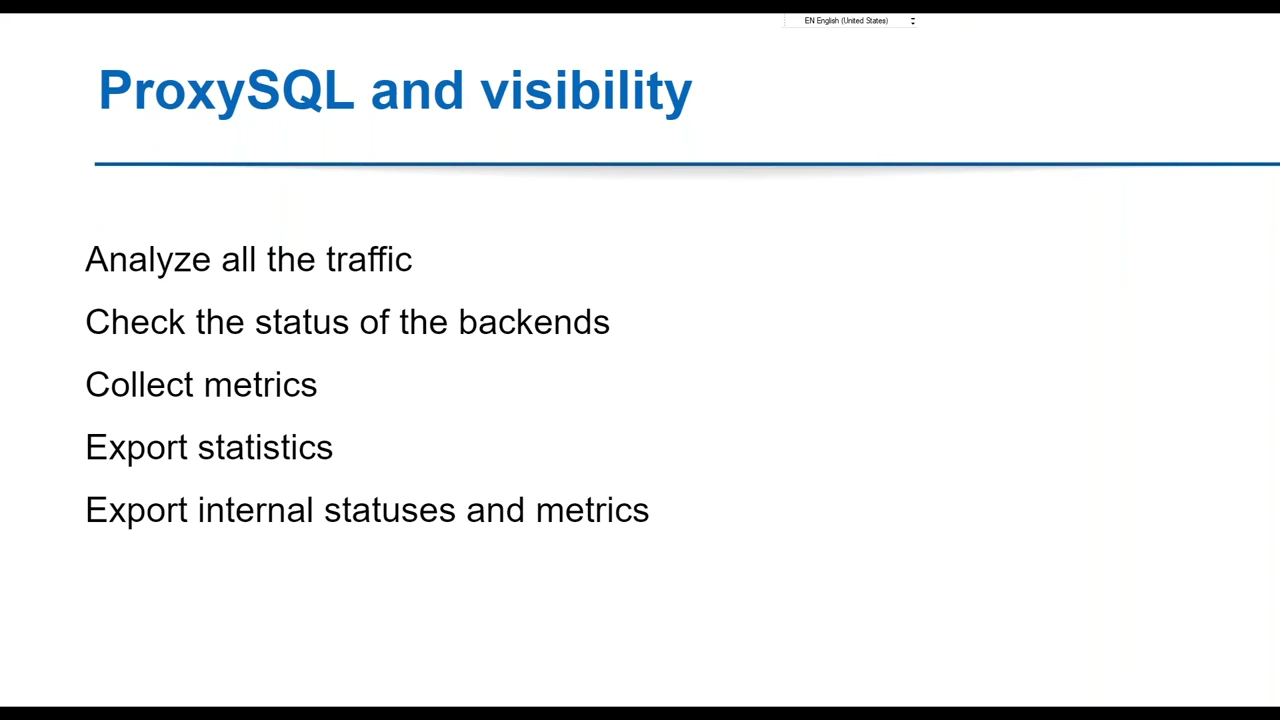 EN English (United States)
ProxySQL and visibility
Analyze all the traffic
Check the status of the backends
Collect metrics
Export statistics
Export internal statuses and metrics